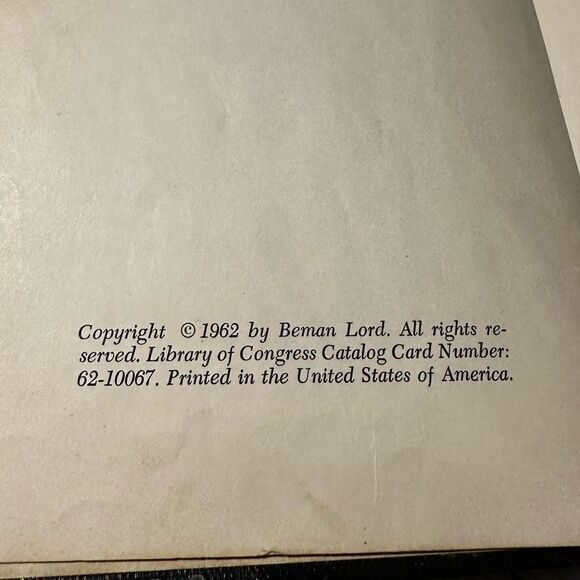 Copyright © 1962 by Beman Lord. All rights re-
served. Library of Congress Catalog Card Number:
62-10067. Printed in the United States of America.